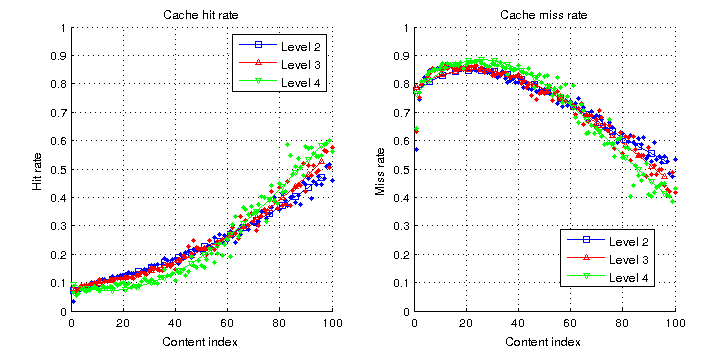 Cache hit rate
1
0.9
0.8
0.7
0.6
0.5
0.4
0.3
0.2
0.1
0
0
20
40
60
80
100
Hit rate
Content index
Level 2
Level 3
Level 4
Cache miss rate
1
0.9
0.8
0.7
0.6
0.5
0.4
0.3
0.2
0.1
0
0
20
40
60
80
100
Miss rate
Content index
Level 2
Level 3
Level 4